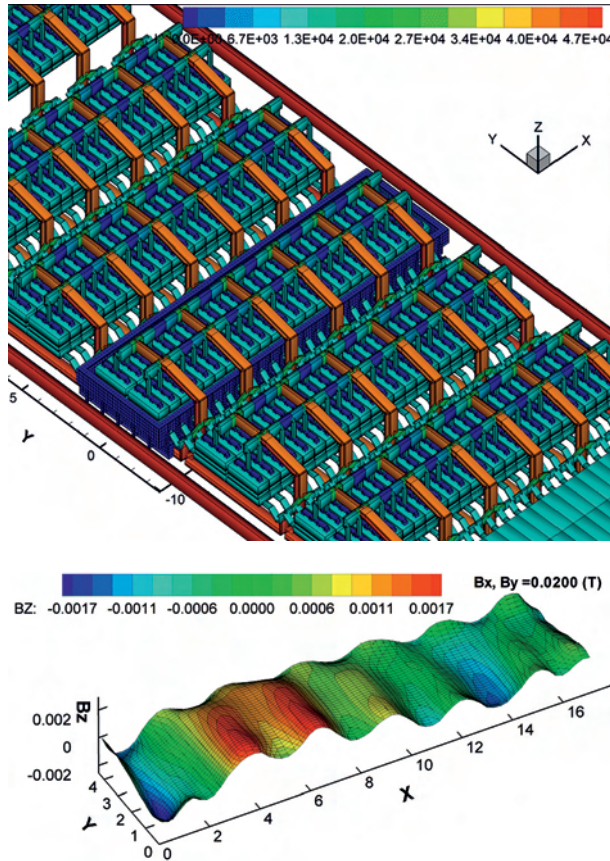 0.0E+00 6.7E+03 1.3E+04 2.0E+04 2.7E+04 3.4E+04 4.0E+04 4.7E+04
Z
Y X
5
Y
0
-10
Bx, By =0.0200 (T)
BZ: -0.0017 -0.0011 -0.0006 0.0000 0.0006 0.0011 0.0017
Bz
0.002
0
-0.002
4
3
2
1
0
Y
0 2 4 6 8 10 12 14 16
X